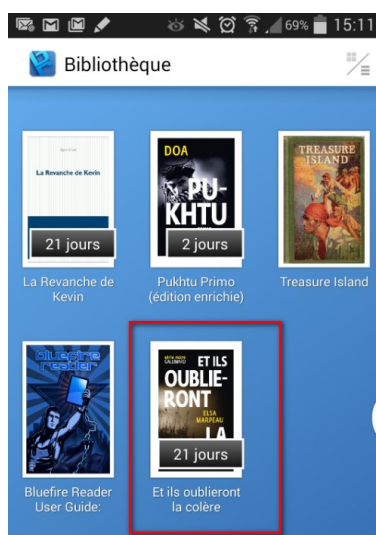 69% 15:11
Bibliothèque
La Revanche de Kevin
21 jours
DOA
PU-
KHTU
2 jours
TREASURE
ISLAND
La Revanche de
Kevin
Pukhtu Primo
(édition enrichie)
Treasure Island
bluefire
reader
ET ILS
OUBLIE-
RONT
ELSA
MARPEAU
LA
21 jours
Bluefire Reader
User Guide:
Et ils oublieront
la colère